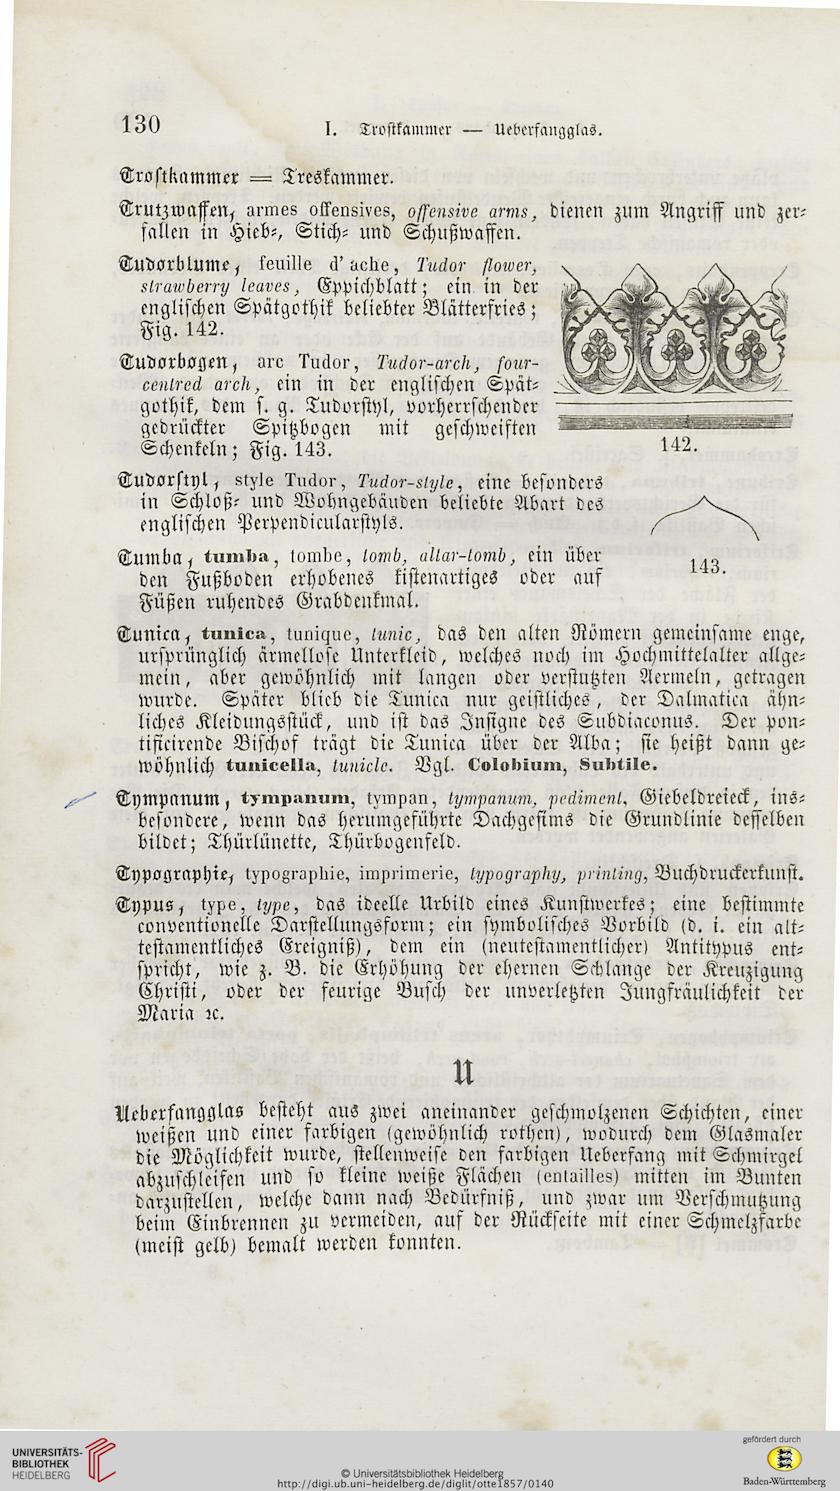 130
I. Trostkammer — Ueberfangglas.
Trostkammer = Treskammer.
Trutzwaffen, armes offensives, offensive arms, dienen zum Angriff und zer-
fallen in Hieb-, Stich- und Schußwaffen.
Tudorblume, feuille d'ache, Tudor flower,
strawberry leaves, Eppichblatt; ein in der
englischen Spätgothik beliebter Blätterfries;
Fig. 142.
Tudorbogen, arc Tudor, Tudor-arch, four-
centred arch, ein in der englischen Spät-
gothik, dem s. g. Tudorstyl, vorherrschender
gedrückter Spitzbogen mit geschweiften
Schenkeln; Fig. 143.
142.
Tudorstyl, style Tudor, Tudor-style, eine besonders
in Schloß- und Wohngebäuden beliebte Abart des
englischen Perpendicularstyls.
Tumba, tumba, tombe, tomb, altar-tomb, ein über
den Fußboden erhobenes kistenartiges oder auf
Füßen ruhendes Grabdenkmal.
143.
Tunica, tunica, tunique, tunic, das den alten Römern gemeinsame enge,
ursprünglich ärmellose Unterkleid, welches noch im Hochmittelalter allge-
mein, aber gewöhnlich mit langen oder verstutzten Aermeln, getragen
wurde. Später blieb die Tunica nur geistliches, der Dalmatica ähn-
liches Kleidungsstück, und ist das Insigne des Subdiaconus. Der pon-
tificirende Bischof trägt die Tunica über der Alba; sie heißt dann ge-
wöhnlich tunicella, tunicle. Vgl. Colobium, Subtile.
Tympanum, tympanum, tympan, tympanum, pediment, Giebeldreieck, ins-
besondere, wenn das herumgeführte Dachgesims die Grundlinie desselben
bildet; Thürlünette, Thürbogenfeld.
Typographie, typographie, imprimerie, typography, printing, Buchdruckerkunst.
Typus, type, type, das ideelle Urbild eines Kunstwerkes; eine bestimmte
conventionelle Darstellungsform; ein symbolisches Vorbild (d. i. ein alt-
testamentliches Ereigniß), dem ein (neutestamentlicher) Antitypus ent-
spricht, wie z. B. die Erhöhung der ehernen Schlange der Kreuzigung
Christi, oder der feurige Busch der unverletzten Jungfräulichkeit der
Maria ꝛc.
U
Ueberfangglas besteht aus zwei aneinander geschmolzenen Schichten, einer
weißen und einer farbigen (gewöhnlich rothen), wodurch dem Glasmaler
die Möglichkeit wurde, stellenweise den farbigen Ueberfang mit Schmirgel
abzuschleifen und so kleine weiße Flächen (entailles) mitten im Bunten
darzustellen, welche dann nach Bedürfniß, und zwar um Verschmutzung
beim Einbrennen zu vermeiden, auf der Rückseite mit einer Schmelzfarbe
(meist gelb) bemalt werden konnten.
UNIVERSITÄTS-
BIBLIOTHEK
HEIDELBERG
© Universitätsbibliothek Heidelberg
http://digi.ub.uni-heidelberg.de/diglit/otte1857/0140
gefördert durch
Baden-Württemberg